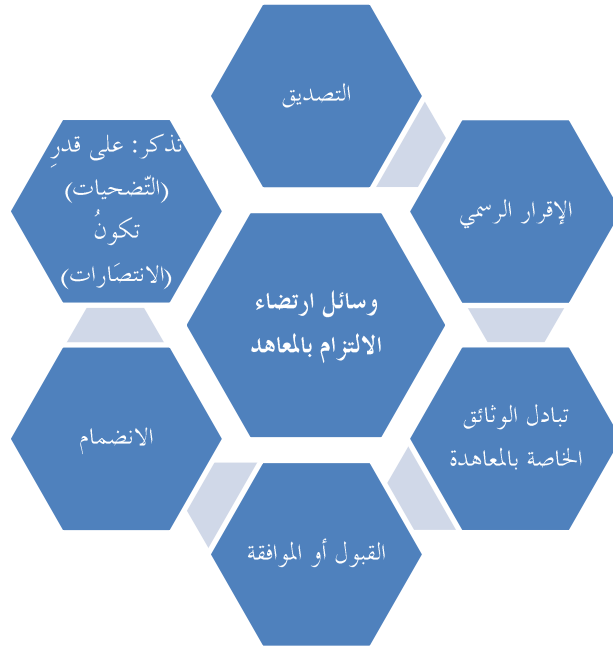 التصديق
الإقرار الرسمي
تبادل الوثائق
الخاصة بالمعاهدة
القبول أو الموافقة
الانضمام
تذكر: على قدرِ
(التّضحيات)
تكونُ
(الانتصَارات)
وسائل ارتضاء
الالتزام بالمعاهد